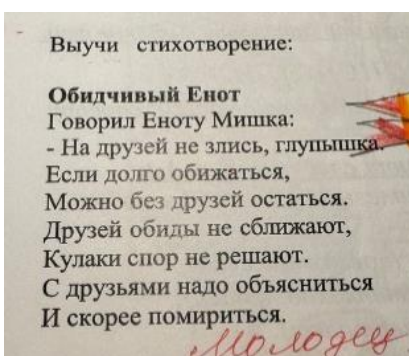 Выучи стихотворение:
Обидчивый Енот
Говорил Еноту Мишка:
- На друзей не злись, глупышка.
Если долго обижаться,
Можно без друзей остаться.
Друзей обиды не сближают,
Кулаки спор не решают.
С друзьями надо объясниться
И скорее помириться.
Молодец